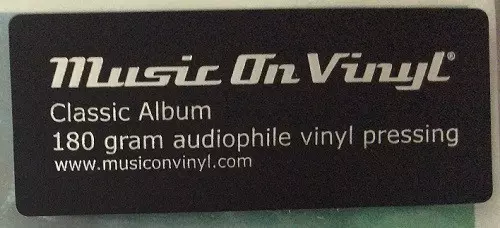 Music On Vinyl®
Classic Album
180 gram audiophile vinyl pressing
www.musiconvinyl.com